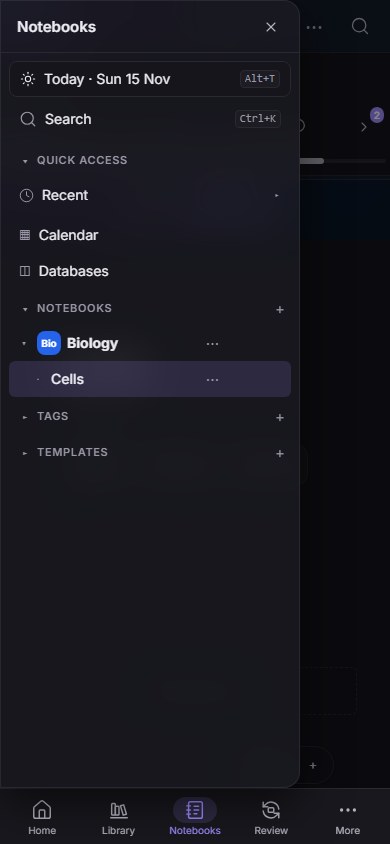 Notebooks
Today · Sun 15 Nov Alt+T
Search Ctrl+K
QUICK ACCESS
2
Recent
Calendar
Databases
NOTEBOOKS +
Bio Biology ...
· Cells ...
TAGS +
TEMPLATES +
+
Home Library Notebooks Review More